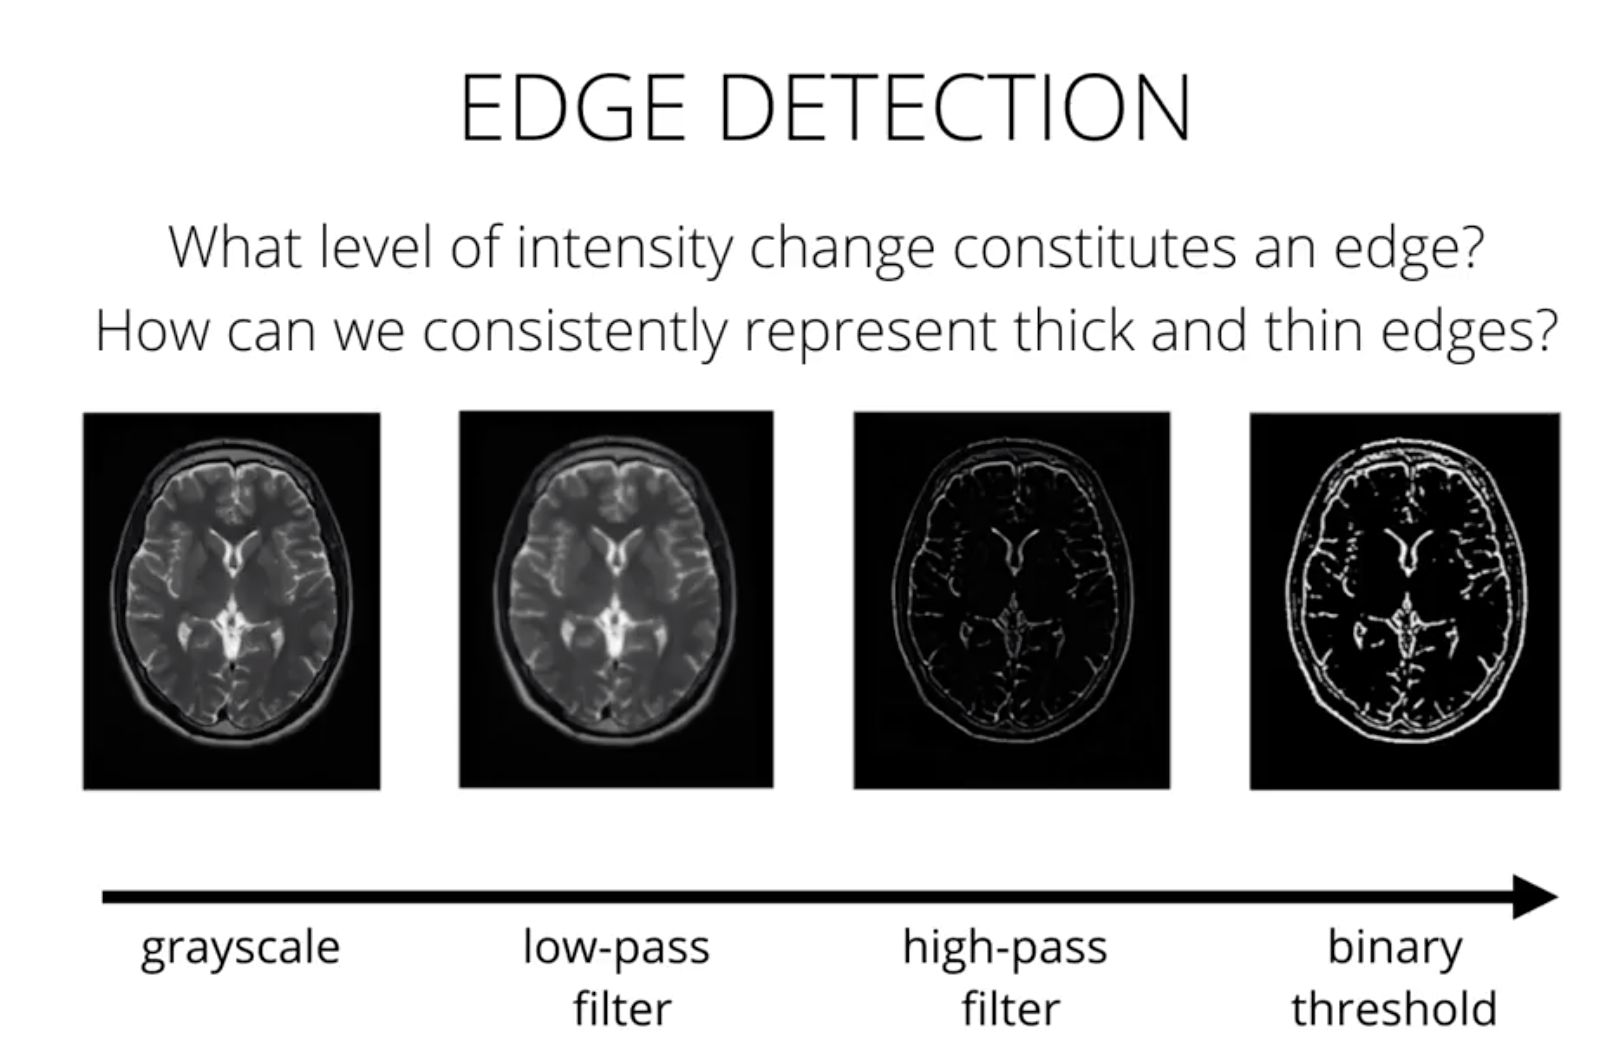 EDGE DETECTION
What level of intensity change constitutes an edge?
How can we consistently represent thick and thin edges?
grayscale
low-pass
filter
high-pass
filter
binary
threshold